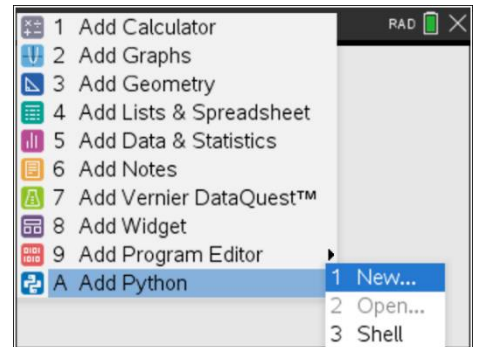 RAD
1 Add Calculator
2 Add Graphs
3 Add Geometry
4 Add Lists & Spreadsheet
5 Add Data & Statistics
6 Add Notes
7 Add Vernier DataQuest™
8 Add Widget
9 Add Program Editor
A Add Python
1 New...
2 Open...
3 Shell